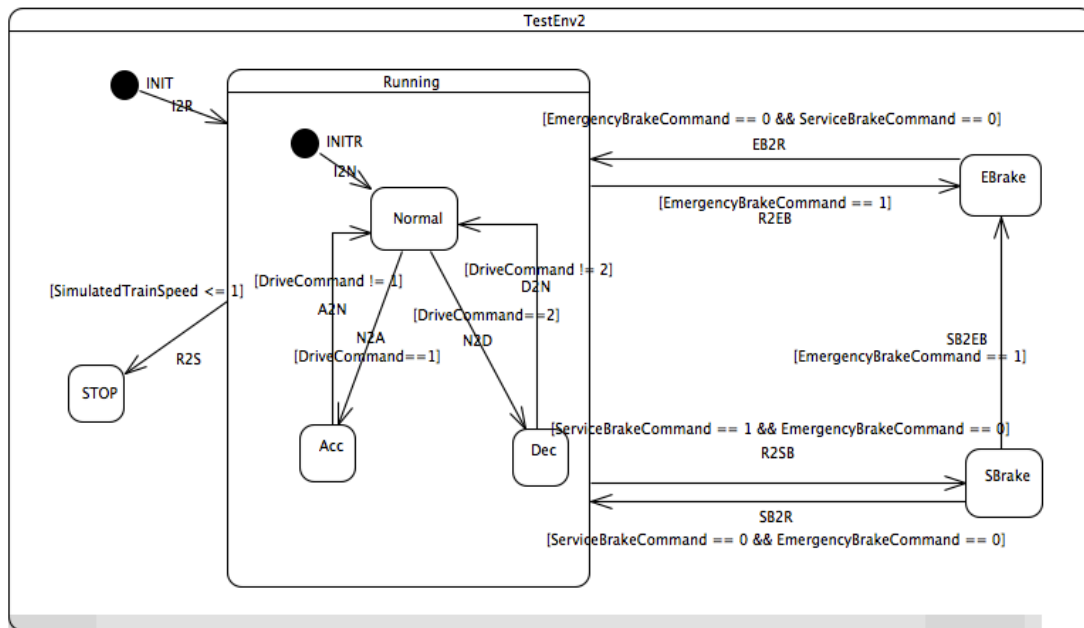 TestEnv2
INIT
I2R
Running
INITR
I2N
Normal
[EmergencyBrakeCommand == 0 && ServiceBrakeCommand == 0]
EB2R
EBrake
[EmergencyBrakeCommand == 1]
R2EB
[DriveCommand != 1]
A2N
[DriveCommand != 2]
D2N
[SimulatedTrainSpeed <= 1]
R2S
[DriveCommand==2]
N2A
N2D
[DriveCommand==1]
SB2EB
[EmergencyBrakeCommand == 1]
STOP
Acc
Dec
[ServiceBrakeCommand == 1 && EmergencyBrakeCommand == 0]
R2SB
SBrake
SB2R
[ServiceBrakeCommand == 0 && EmergencyBrakeCommand == 0]